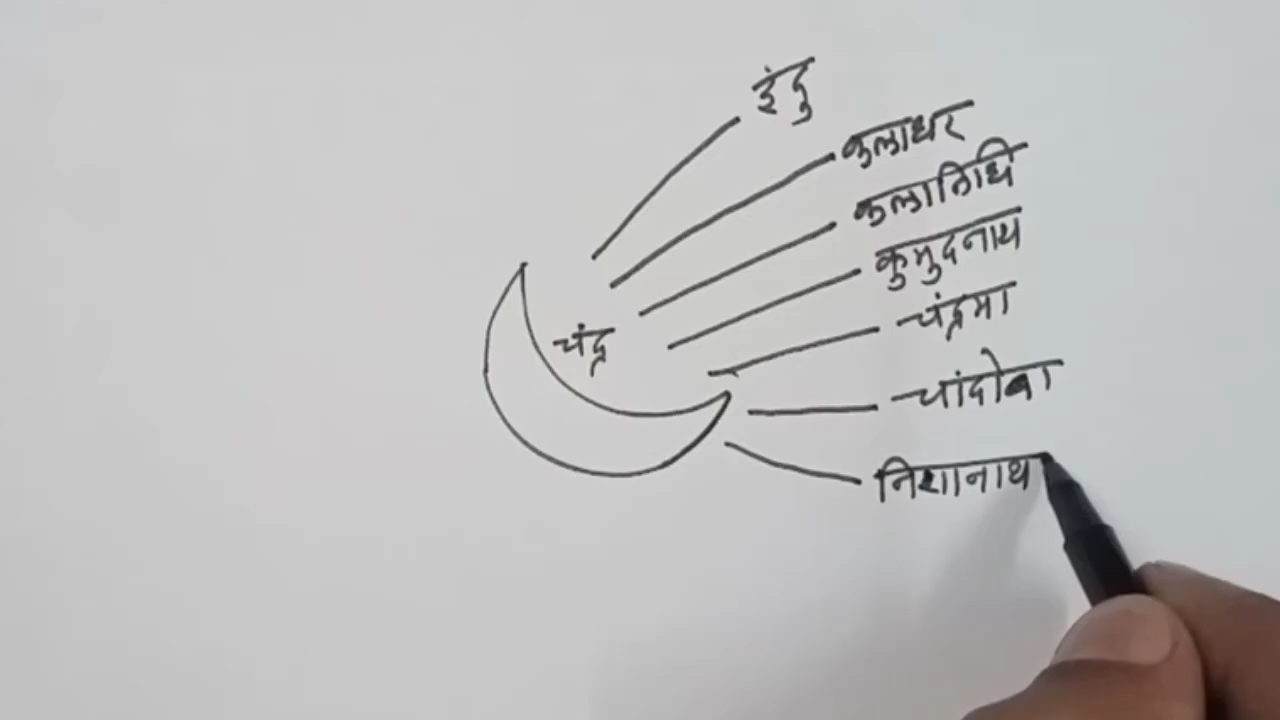 इंदु
कलाधर
कलानिधि
कुमुदनाथ
चंद्र
चंद्रमा
चांदोबा
निशानाथ